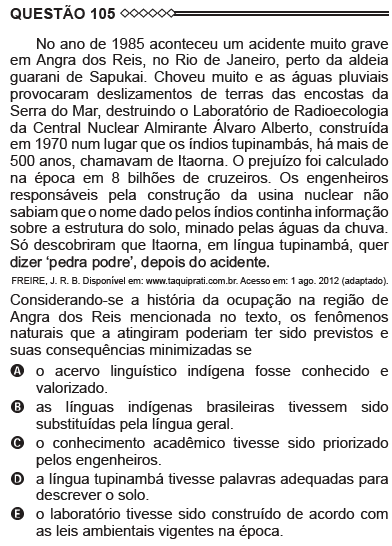 QUESTÃO 105
No ano de 1985 aconteceu um acidente muito grave
em Angra dos Reis, no Rio de Janeiro, perto da aldeia
guarani de Sapukai. Choveu muito e as águas pluviais
provocaram deslizamentos de terras das encostas da
Serra do Mar, destruindo o Laboratório de Radioecologia
da Central Nuclear Almirante Álvaro Alberto, construída
em 1970 num lugar que os índios tupinambás, há mais de
500 anos, chamavam de Itaorna. O prejuízo foi calculado
na época em 8 bilhões de cruzeiros. Os engenheiros
responsáveis pela construção da usina nuclear não
sabiam que o nome dado pelos índios continha informação
sobre a estrutura do solo, minado pelas águas da chuva.
Só descobriram que Itaorna, em língua tupinambá, quer
dizer ‘pedra podre’, depois do acidente.
FREIRE, J. R. B. Disponível em: www.taquiprati.com.br. Acesso em: 1 ago. 2012 (adaptado).
Considerando-se a história da ocupação na região de
Angra dos Reis mencionada no texto, os fenômenos
naturais que a atingiram poderiam ter sido previstos e
suas consequências minimizadas se
A o acervo linguístico indígena fosse conhecido e
valorizado.
B as línguas indígenas brasileiras tivessem sido
substituídas pela língua geral.
C o conhecimento acadêmico tivesse sido priorizado
pelos engenheiros.
D a língua tupinambá tivesse palavras adequadas para
descrever o solo.
E o laboratório tivesse sido construído de acordo com
as leis ambientais vigentes na época.